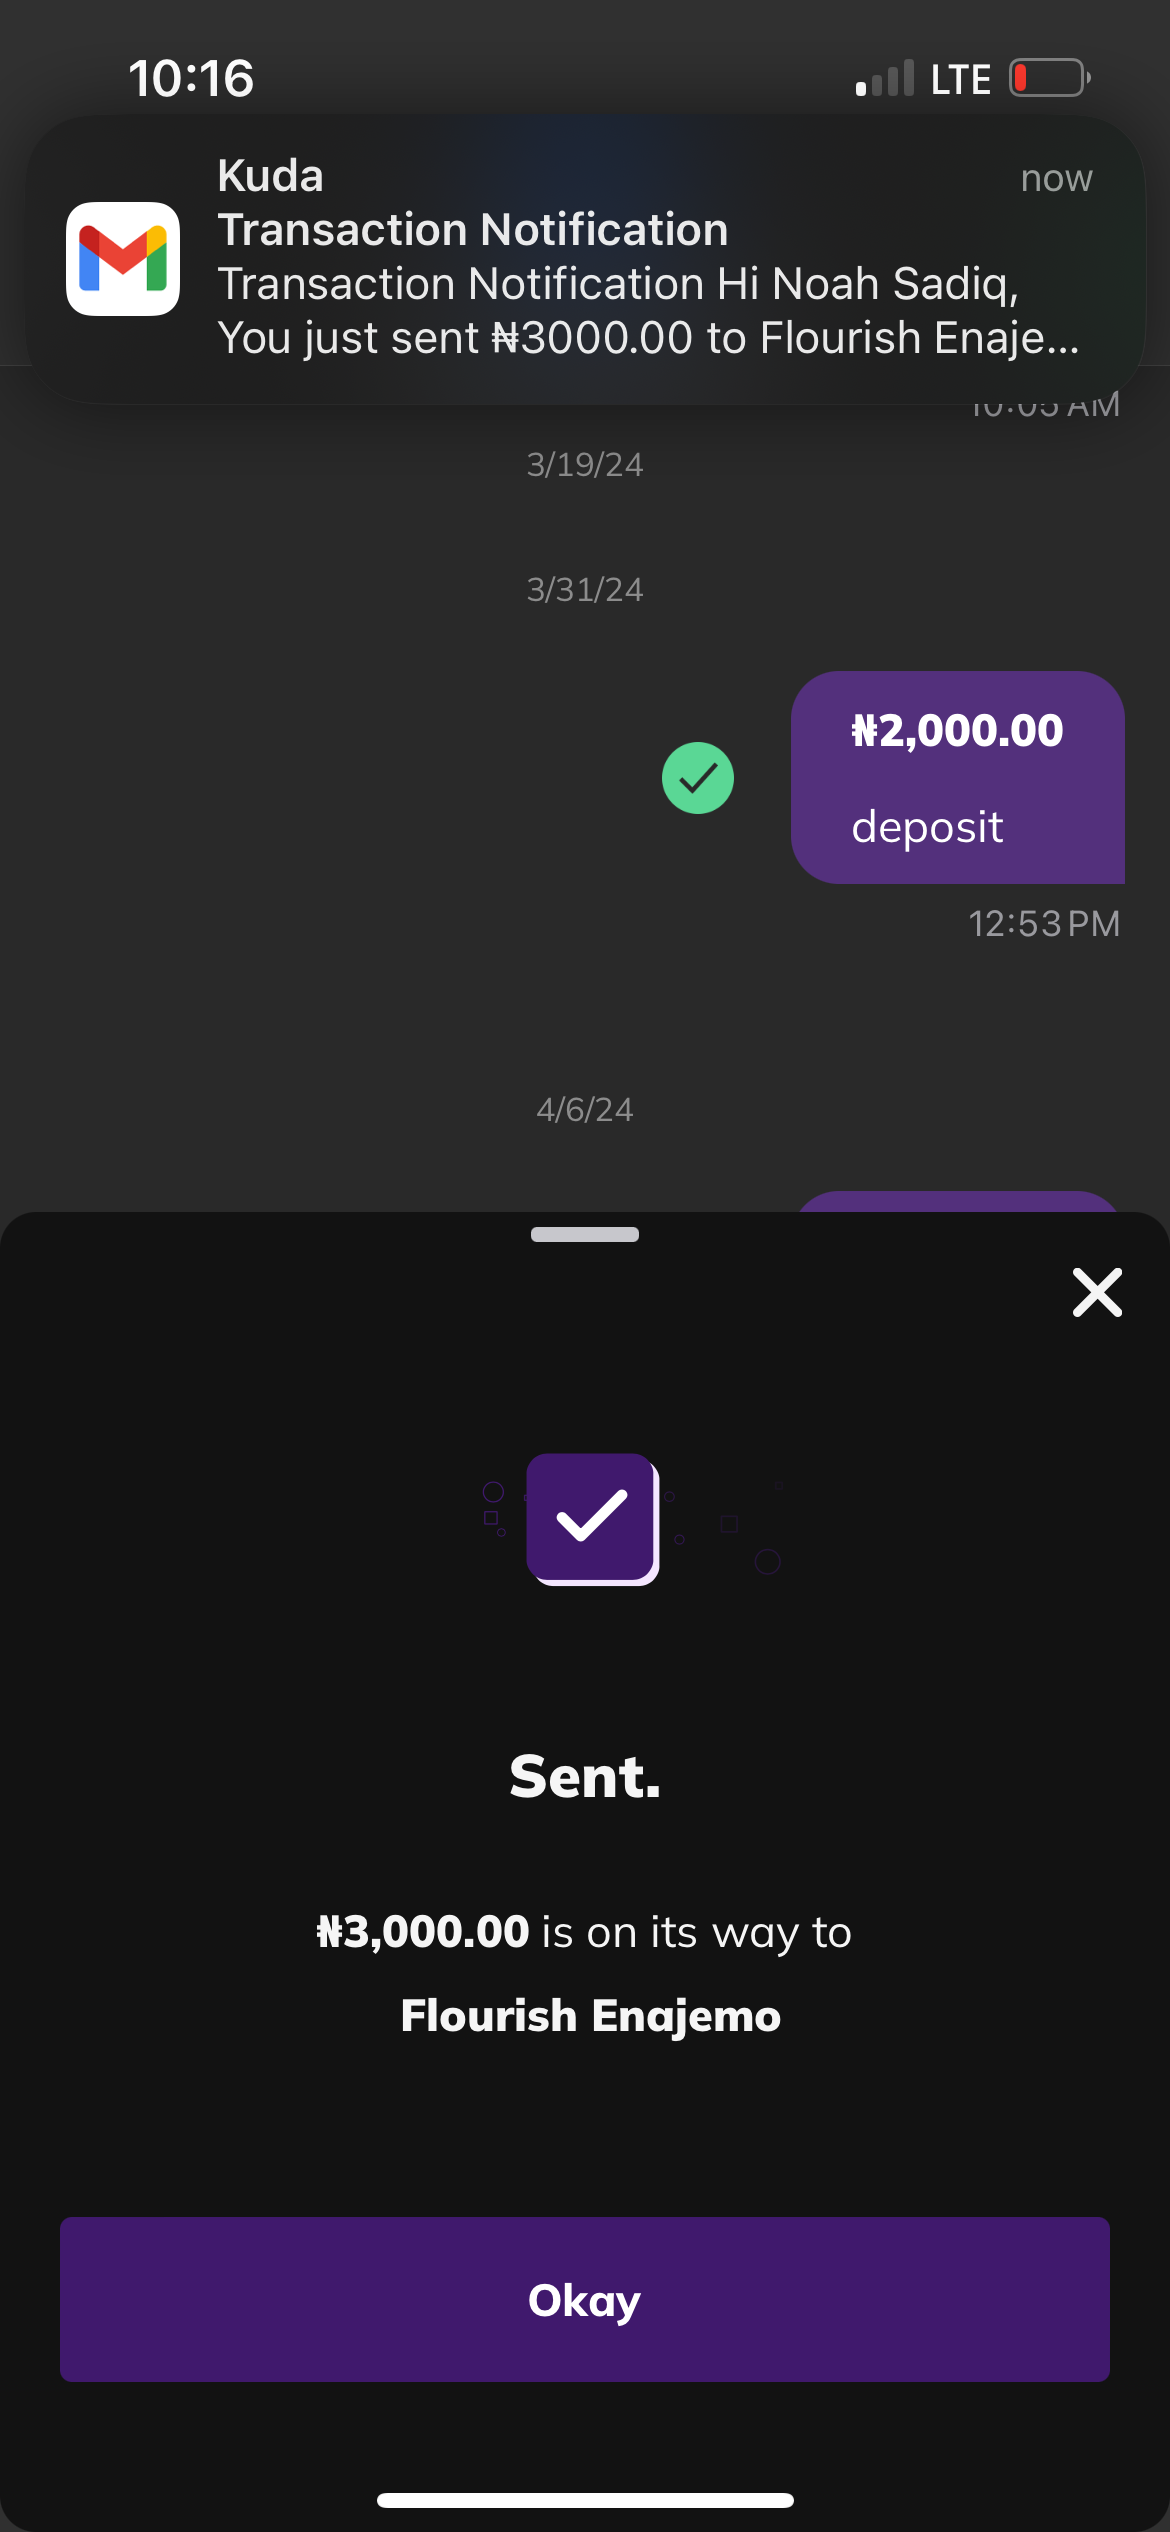 10:16
LTE
Kuda
now
Transaction Notification
Transaction Notification Hi Noah Sadiq,
You just sent ₦3000.00 to Flourish Enaje...
10:05 AM
3/19/24
3/31/24
₦2,000.00
deposit
12:53 PM
4/6/24
Sent.
₦3,000.00 is on its way to
Flourish Enajemo
Okay